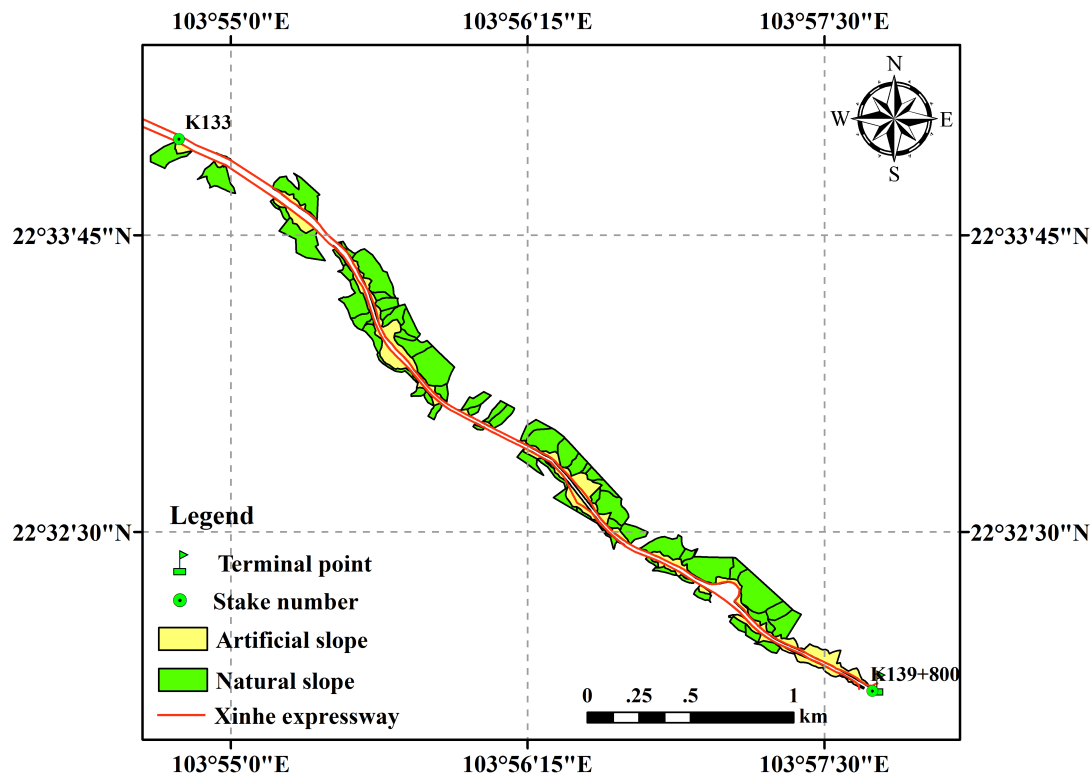 103°55'0"E 103°56'15"E 103°57'30"E
N
W E
S
K133
22°33'45"N 22°33'45"N
22°32'30"N 22°32'30"N
Legend
Terminal point
Stake number
Artificial slope
Natural slope
Xinhe expressway
K139+800
0 .25 .5 1
km
103°55'0"E 103°56'15"E 103°57'30"E